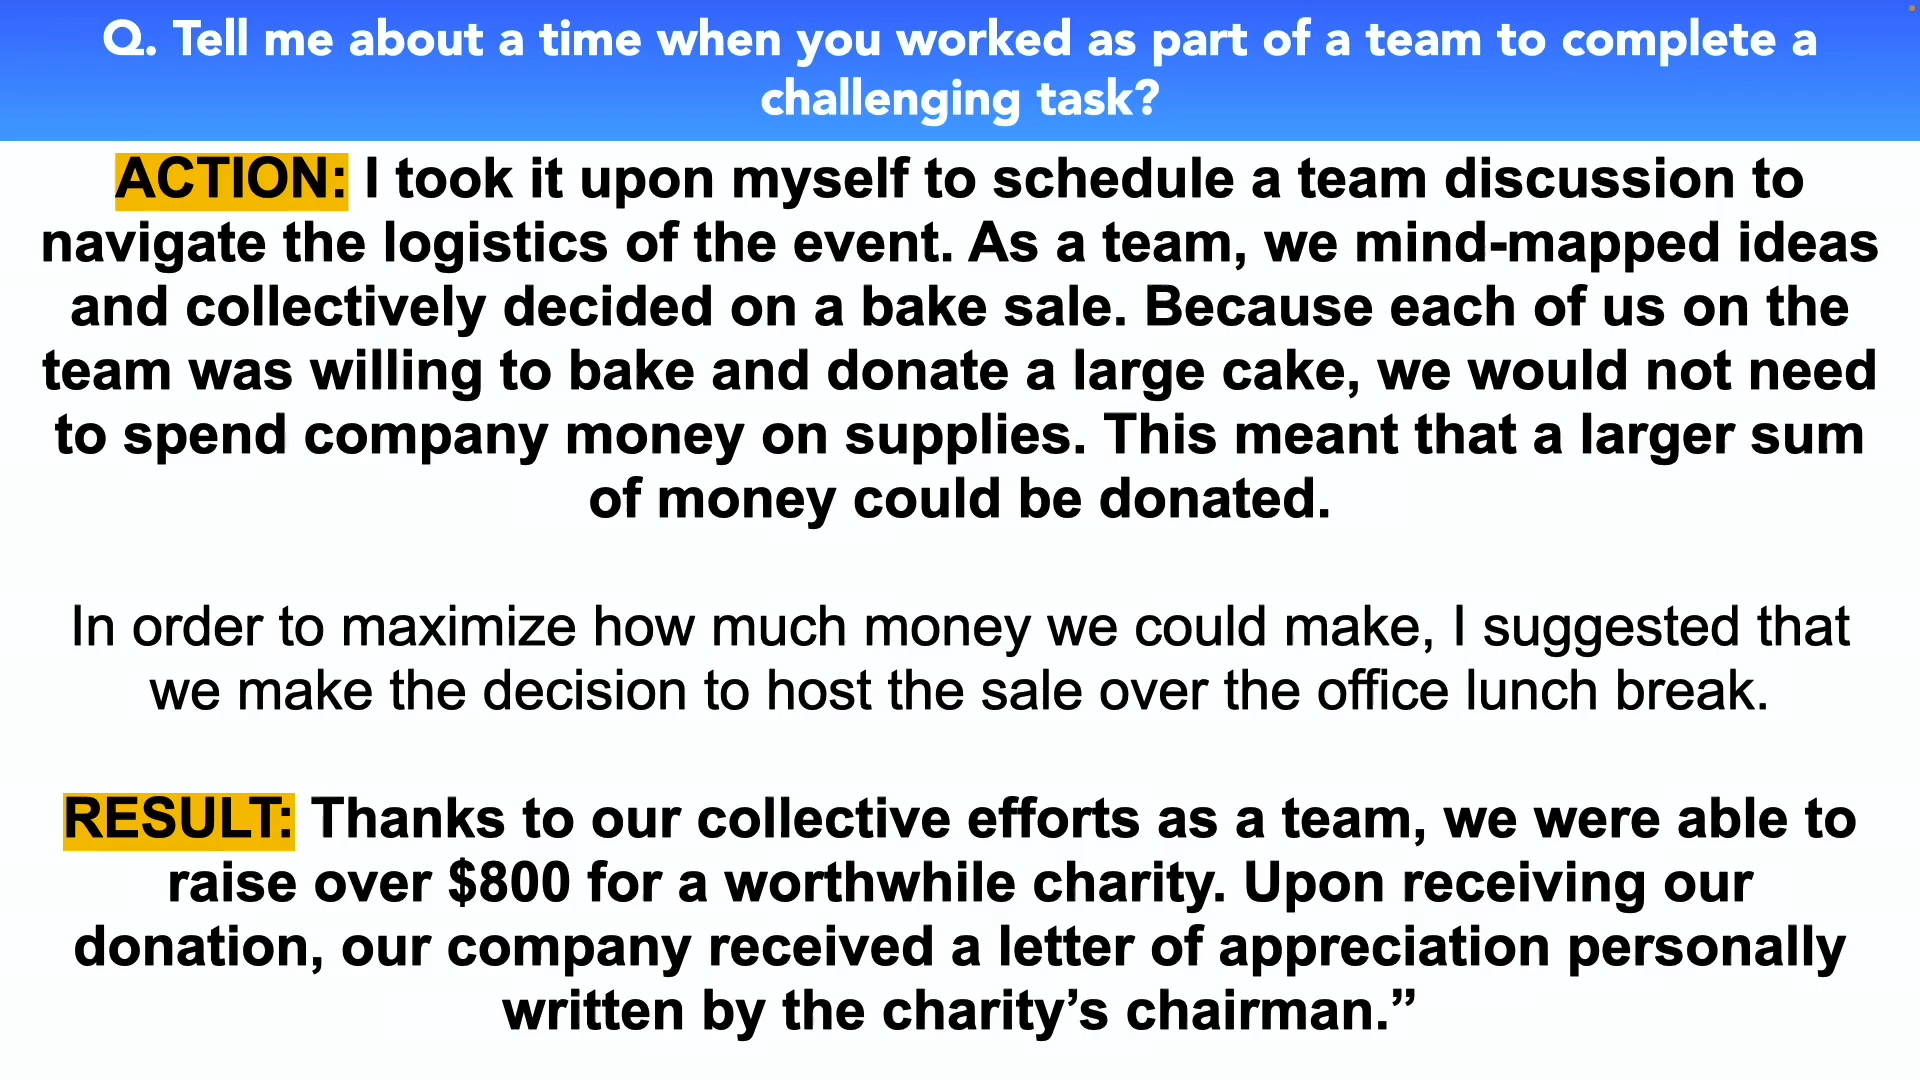 Q. Tell me about a time when you worked as part of a team to complete a
challenging task?
ACTION: I took it upon myself to schedule a team discussion to
navigate the logistics of the event. As a team, we mind-mapped ideas
and collectively decided on a bake sale. Because each of us on the
team was willing to bake and donate a large cake, we would not need
to spend company money on supplies. This meant that a larger sum
of money could be donated.
In order to maximize how much money we could make, I suggested that
we make the decision to host the sale over the office lunch break.
RESULT: Thanks to our collective efforts as a team, we were able to
raise over $800 for a worthwhile charity. Upon receiving our
donation, our company received a letter of appreciation personally
written by the charity’s chairman.”